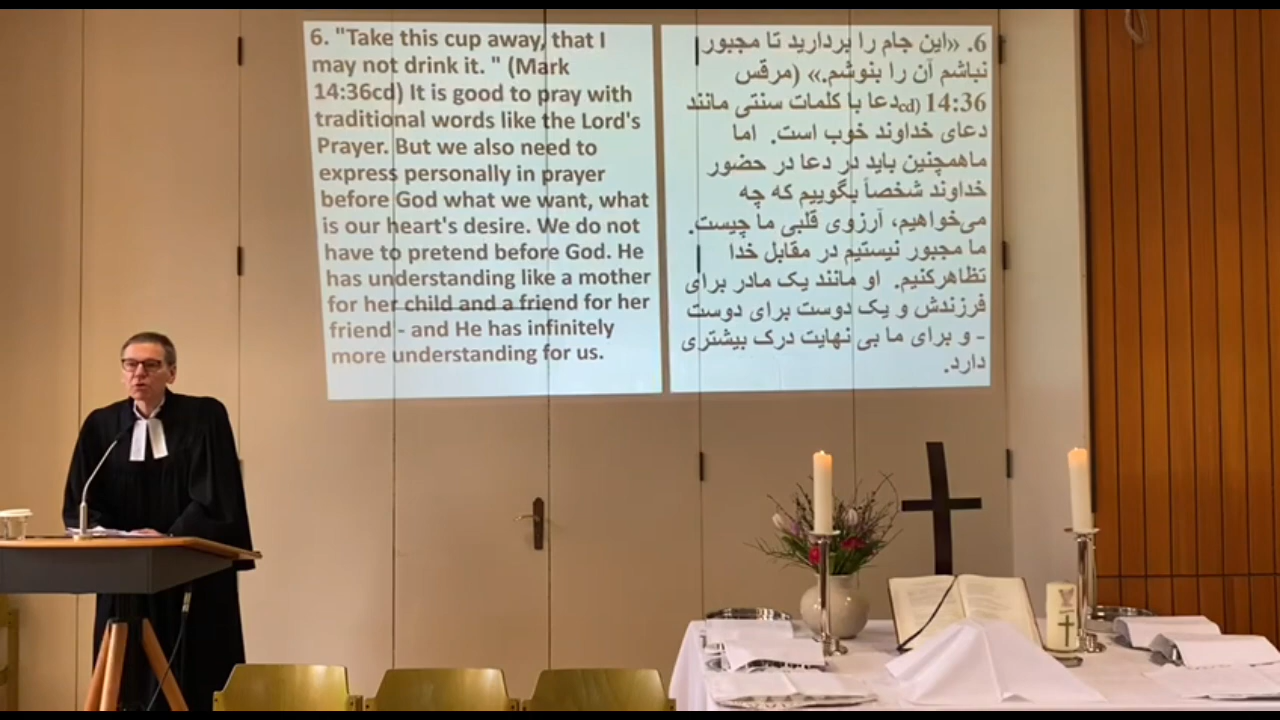 6. "Take this cup away, that I
may not drink it. " (Mark
14:36cd) It is good to pray with
traditional words like the Lord's
Prayer. But we also need to
express personally in prayer
before God what we want, what
is our heart's desire. We do not
have to pretend before God. He
has understanding like a mother
for her child and a friend for her
friend - and He has infinitely
more understanding for us.
6. «این جام را بردارید تا مجبور
نباشم آن را بنوشم.» (مرقس
14:36 (cdدعا با کلمات سنتی مانند
دعای خداوند خوب است. اما
ماهمچنین باید در دعا در حضور
خداوند شخصاً بگوییم که چه
می‌خواهیم، آرزوی قلبی ما چیست.
ما مجبور نیستیم در مقابل خدا
تظاهرکنیم. او مانند یک مادر برای
فرزندش و یک دوست برای دوست
- و برای ما بی نهایت درک بیشتری
دارد.